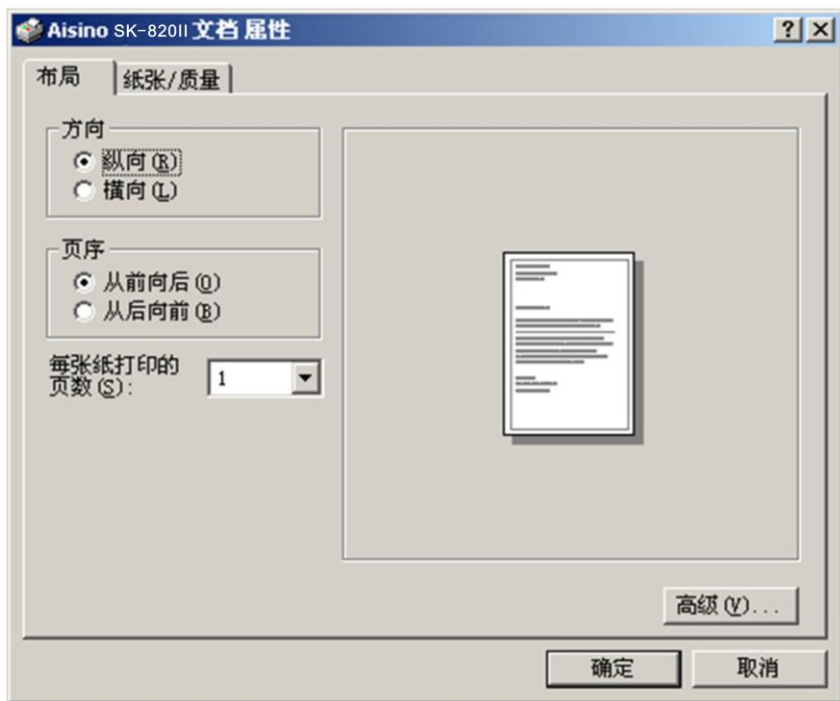 Aisino SK-820II 文档 属性
布局
纸张/质量
方向
纵向(R)
横向(L)
页序
从前向后(O)
从后向前(B)
每张纸打印的
页数(S):
1
高级(V)...
确定
取消